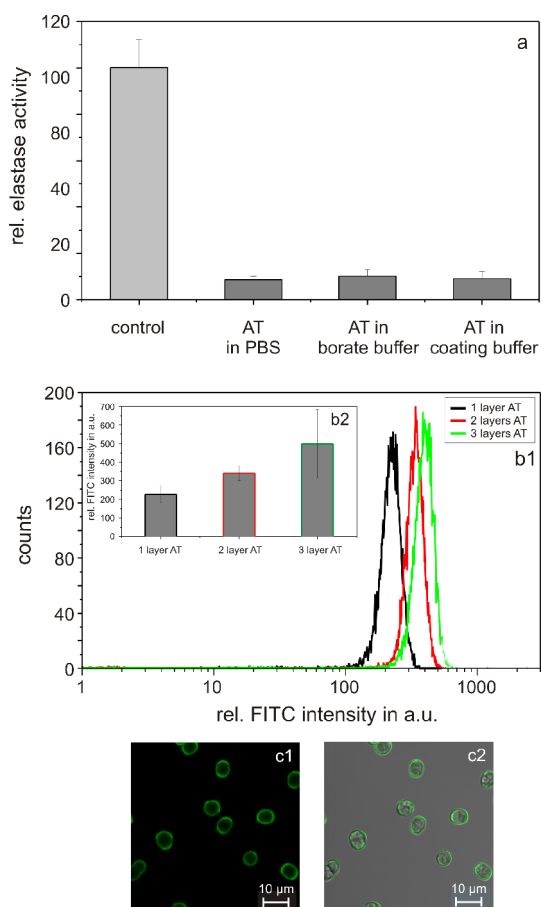 120
a
100
80
60
40
20
0
rel. elastase activity
control
AT
in PBS
AT in
borate buffer
AT in
coating buffer
200
160
120
80
40
0
counts
1
10
100
1000
rel. FITC intensity in a.u.
1 layer AT
2 layers AT
3 layers AT
b1
b2
700
600
500
400
300
200
100
0
rel. FITC intensity in a.u.
1 layer AT
2 layer AT
3 layer AT
c1
10 µm
c2
10 µm